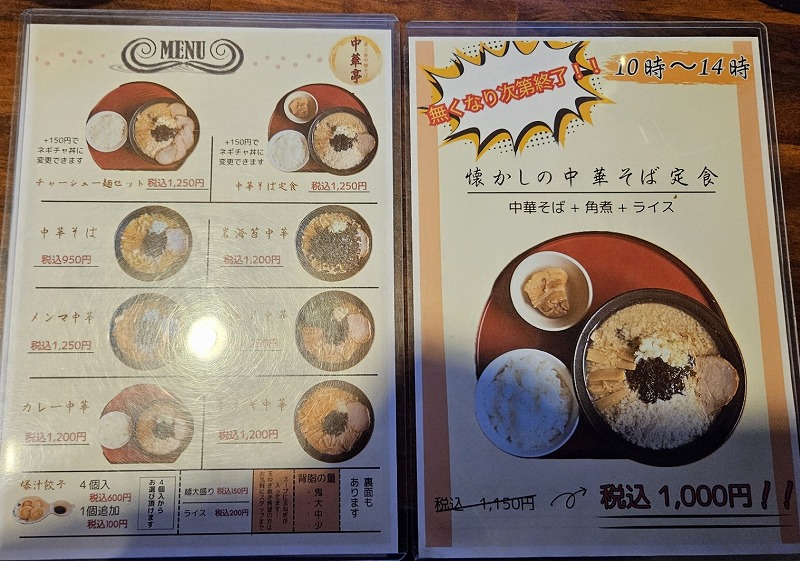 MENU
中華亭
+150円で
ネギチャ丼に
変更できます
チャーシュー麺セット 税込1,250円
+150円で
ネギチャ丼に
変更できます
中華そば定食 税込1,250円
中華そば
税込950円
岩海苔中華
税込1,200円
メンマ中華
税込1,250円
中華
カレー中華
税込1,200円
中華
税込1,200円
爆汁餃子
4個入
税込600円
1個追加
税込100円
4個入から
お選び頂けます
麺大盛り 税込150円
ライス 税込200円
背脂の量
鬼大中少
裏面も
あります
無くなり次第終了!!
10時〜14時
懐かしの中華そば定食
中華そば + 角煮 + ライス
税込 1,150円
税込 1,000円!!